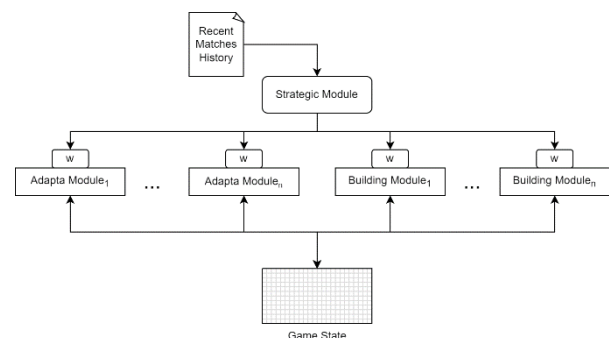 Recent
Matches
History
Strategic Module
w
w
w
w
Adapta Module1
...
Adapta Modulen
Building Module1
...
Building Modulen
Game State